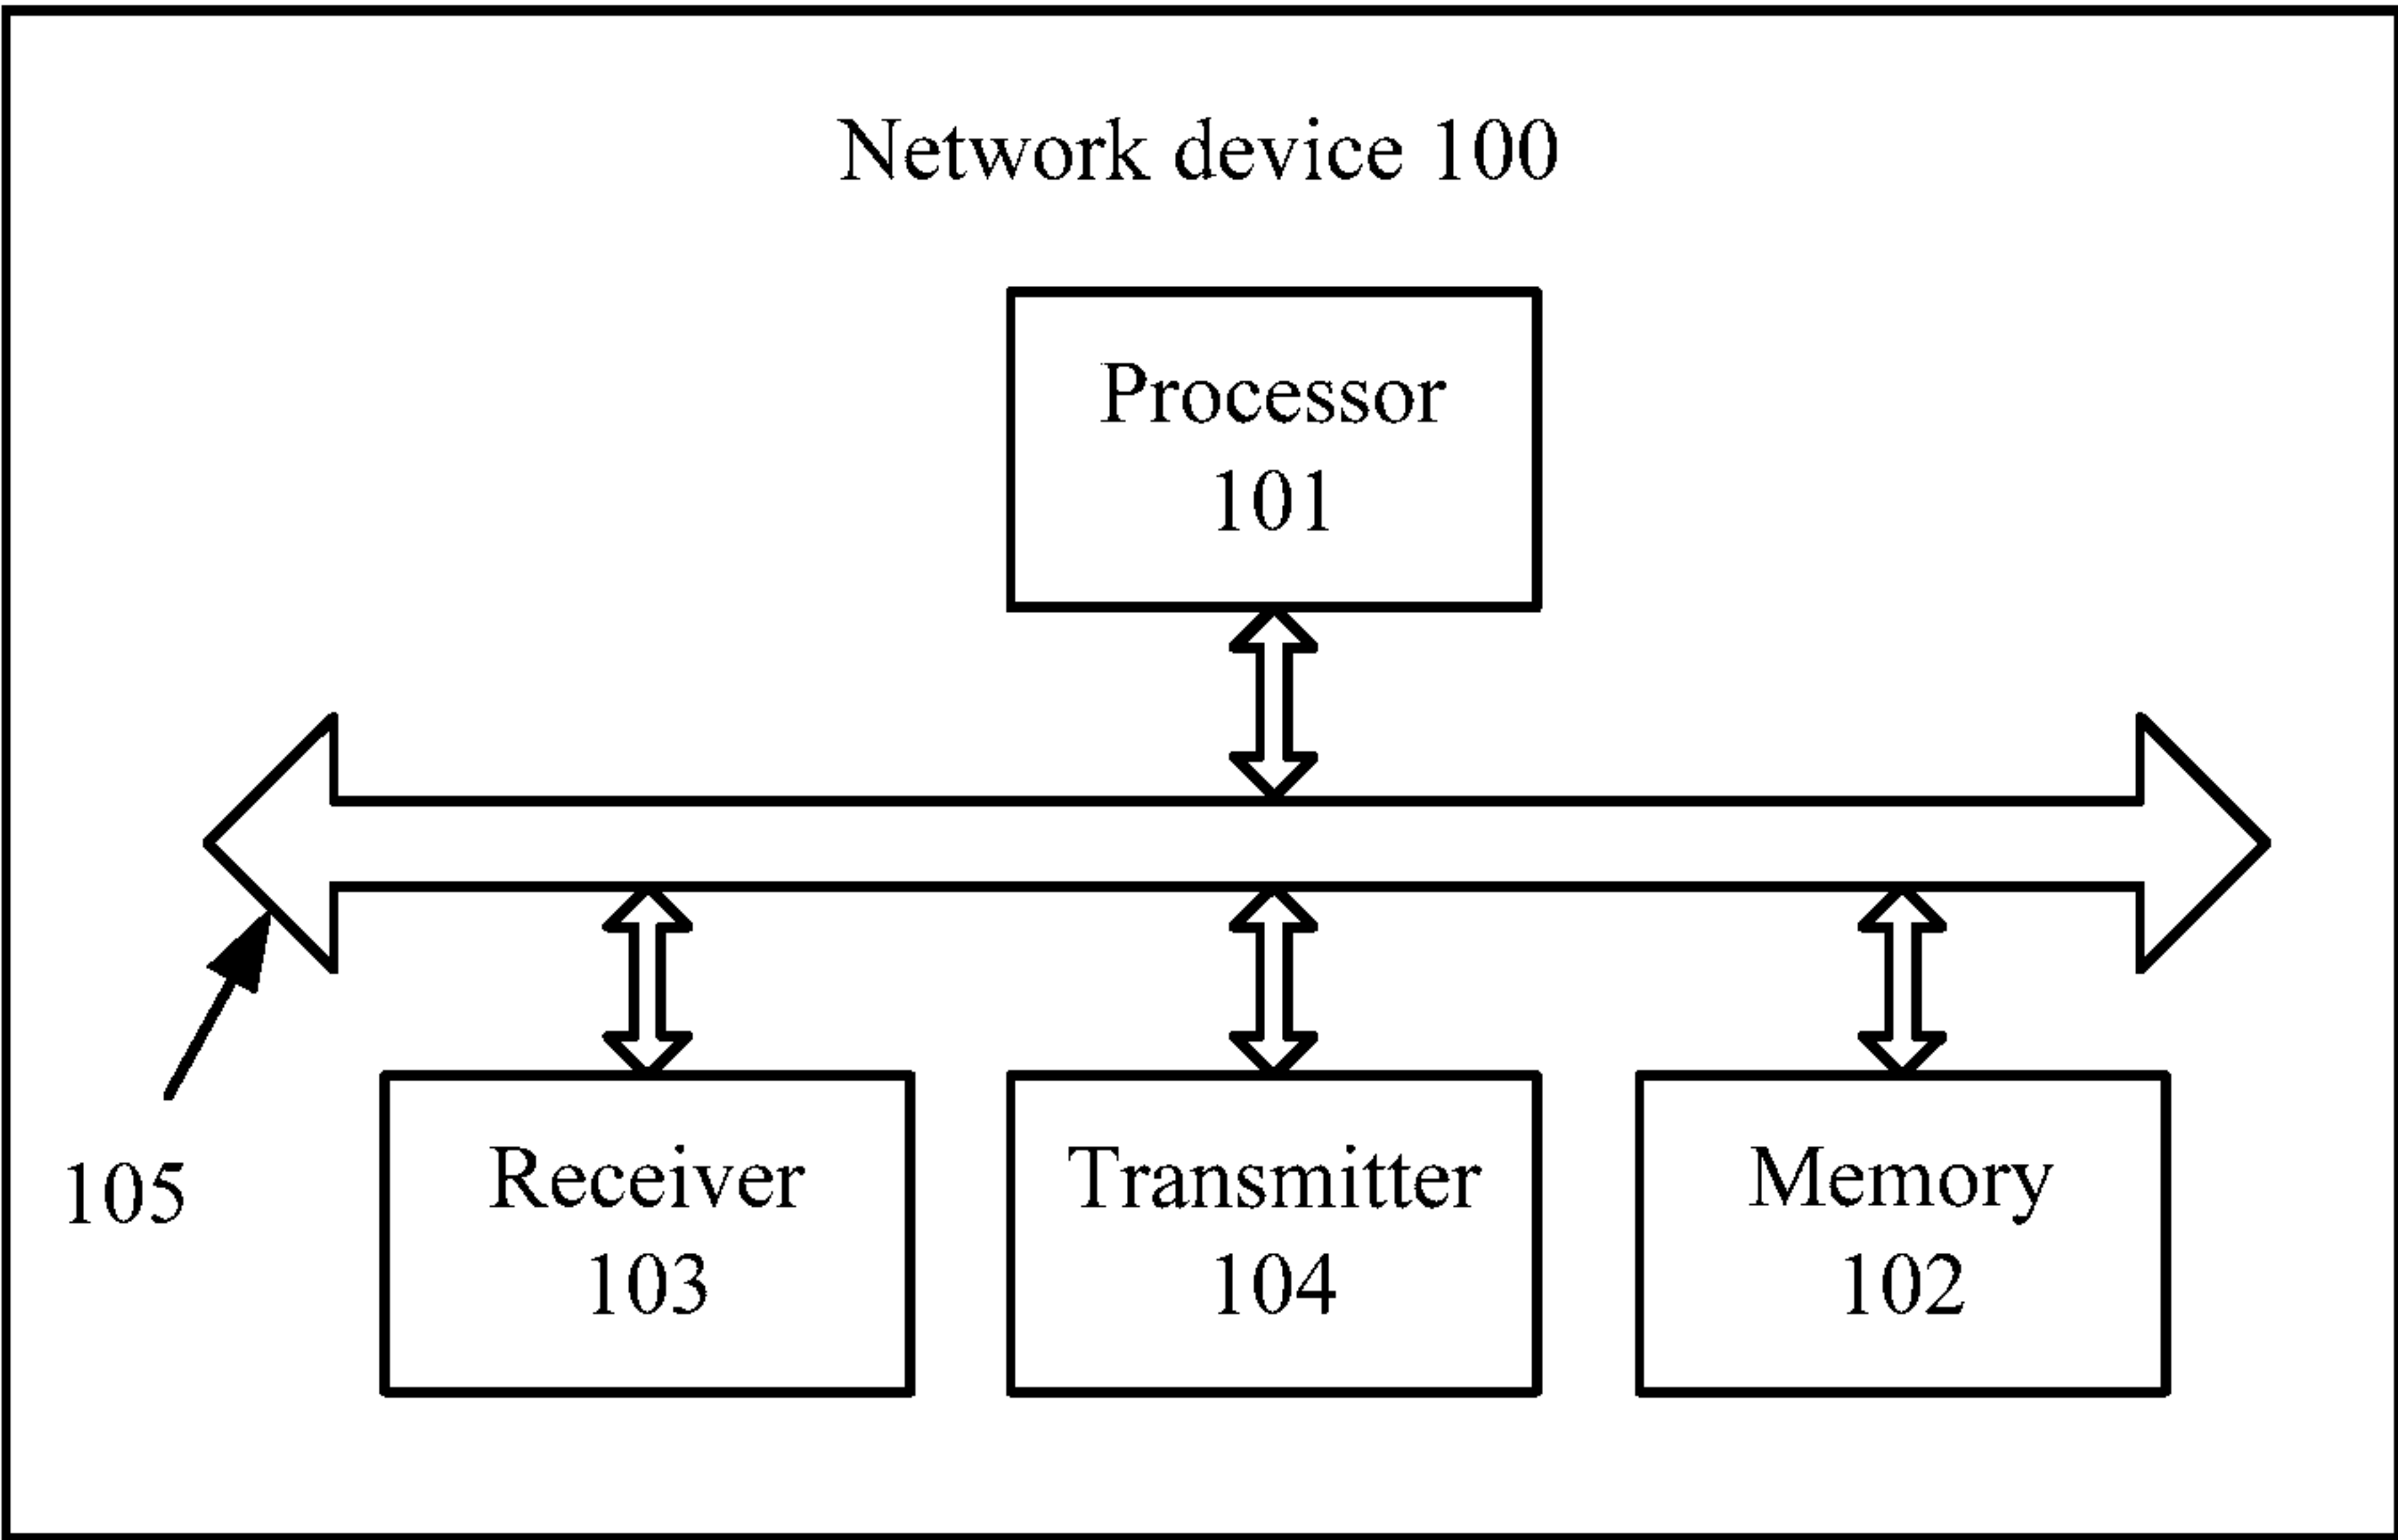 Network device 100
Processor
101
105
Receiver
103
Transmitter
104
Memory
102